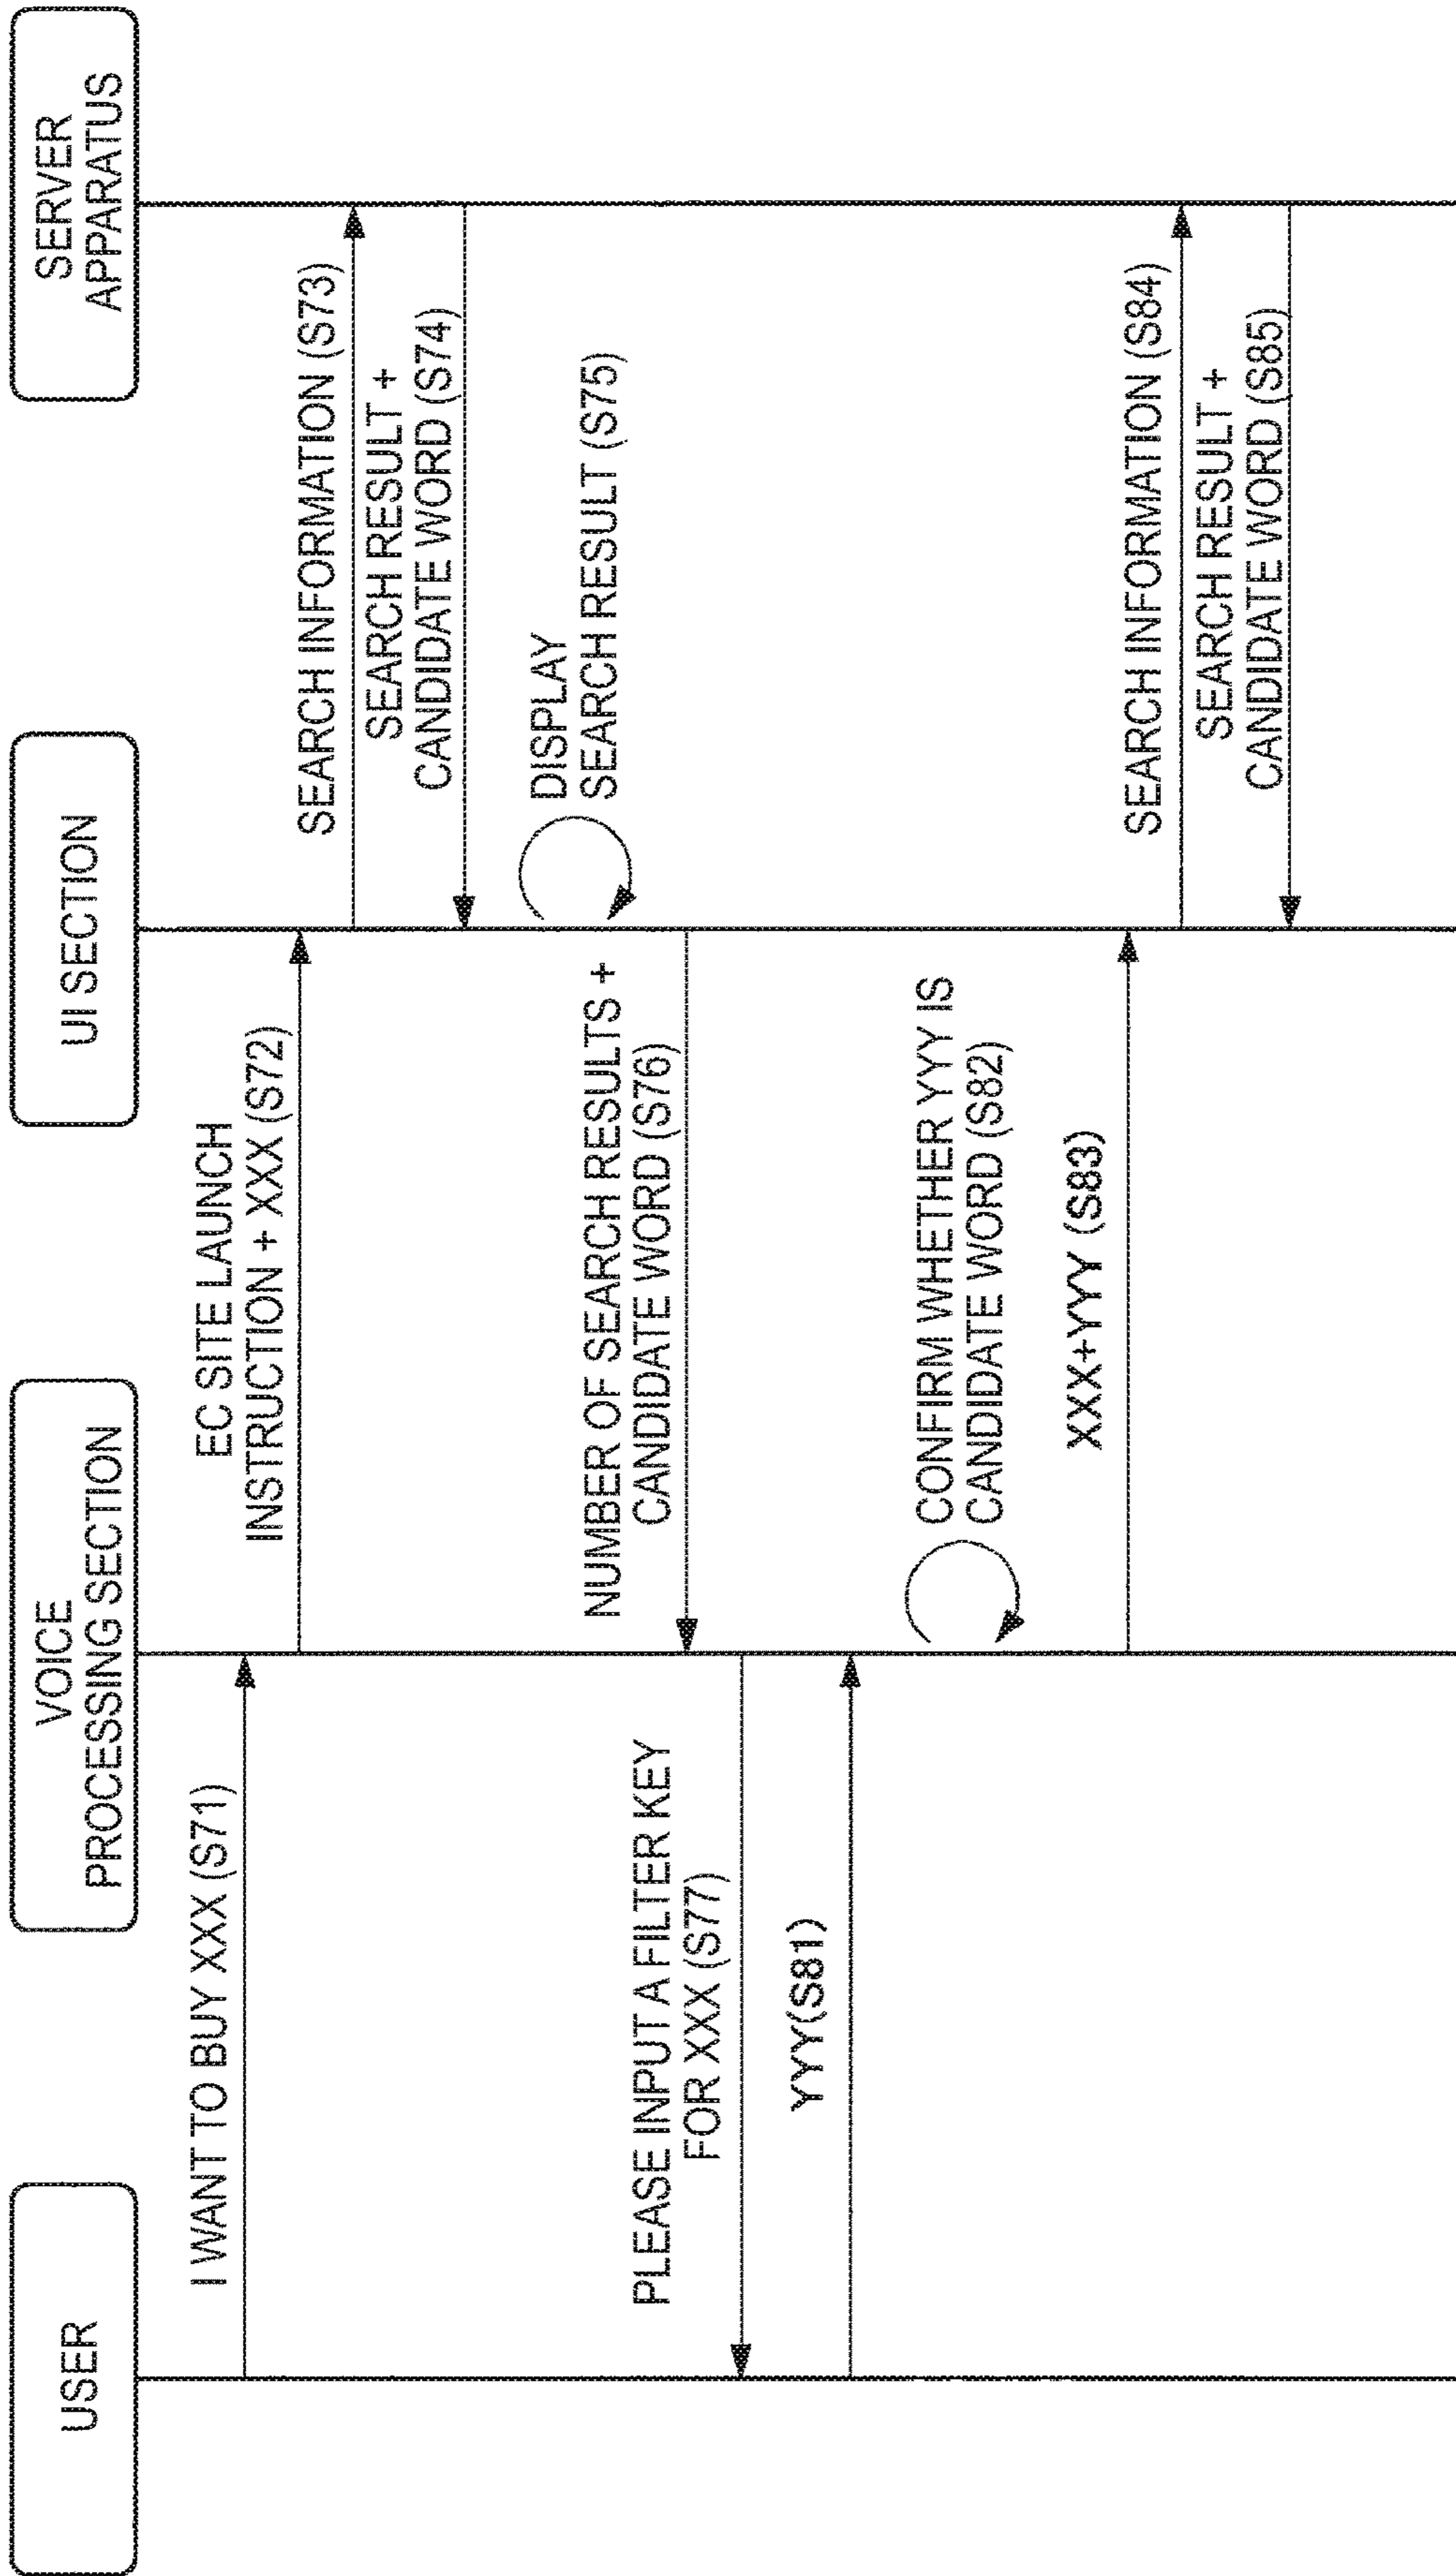 USER
VOICE
PROCESSING SECTION
UI SECTION
SERVER
APPARATUS
I WANT TO BUY XXX (S71)
EC SITE LAUNCH
INSTRUCTION + XXX (S72)
SEARCH INFORMATION (S73)
SEARCH RESULT +
CANDIDATE WORD (S74)
DISPLAY
SEARCH RESULT (S75)
NUMBER OF SEARCH RESULTS +
CANDIDATE WORD (S76)
PLEASE INPUT A FILTER KEY
FOR XXX (S77)
YYY(S81)
CONFIRM WHETHER YYY IS
CANDIDATE WORD (S82)
XXX+YYY (S83)
SEARCH INFORMATION (S84)
SEARCH RESULT +
CANDIDATE WORD (S85)